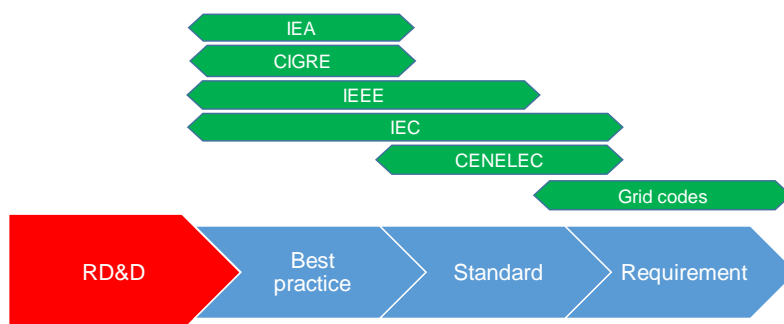 IEA
CIGRE
IEEE
IEC
CENELEC
Grid codes
RD&D
Best
practice
Standard
Requirement